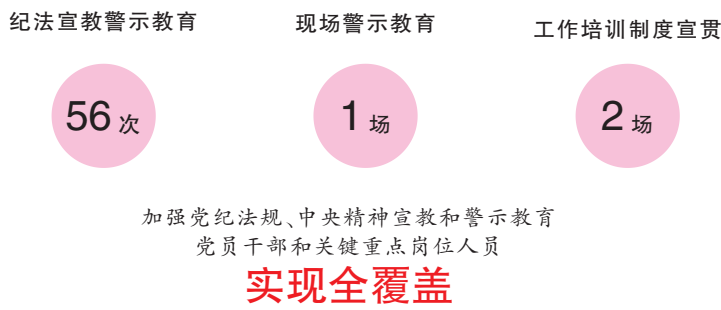 纪法宣教警示教育
现场警示教育
工作培训制度宣贯
56次
1场
2场
加强党纪法规、中央精神宣教和警示教育
党员干部和关键重点岗位人员
实现全覆盖